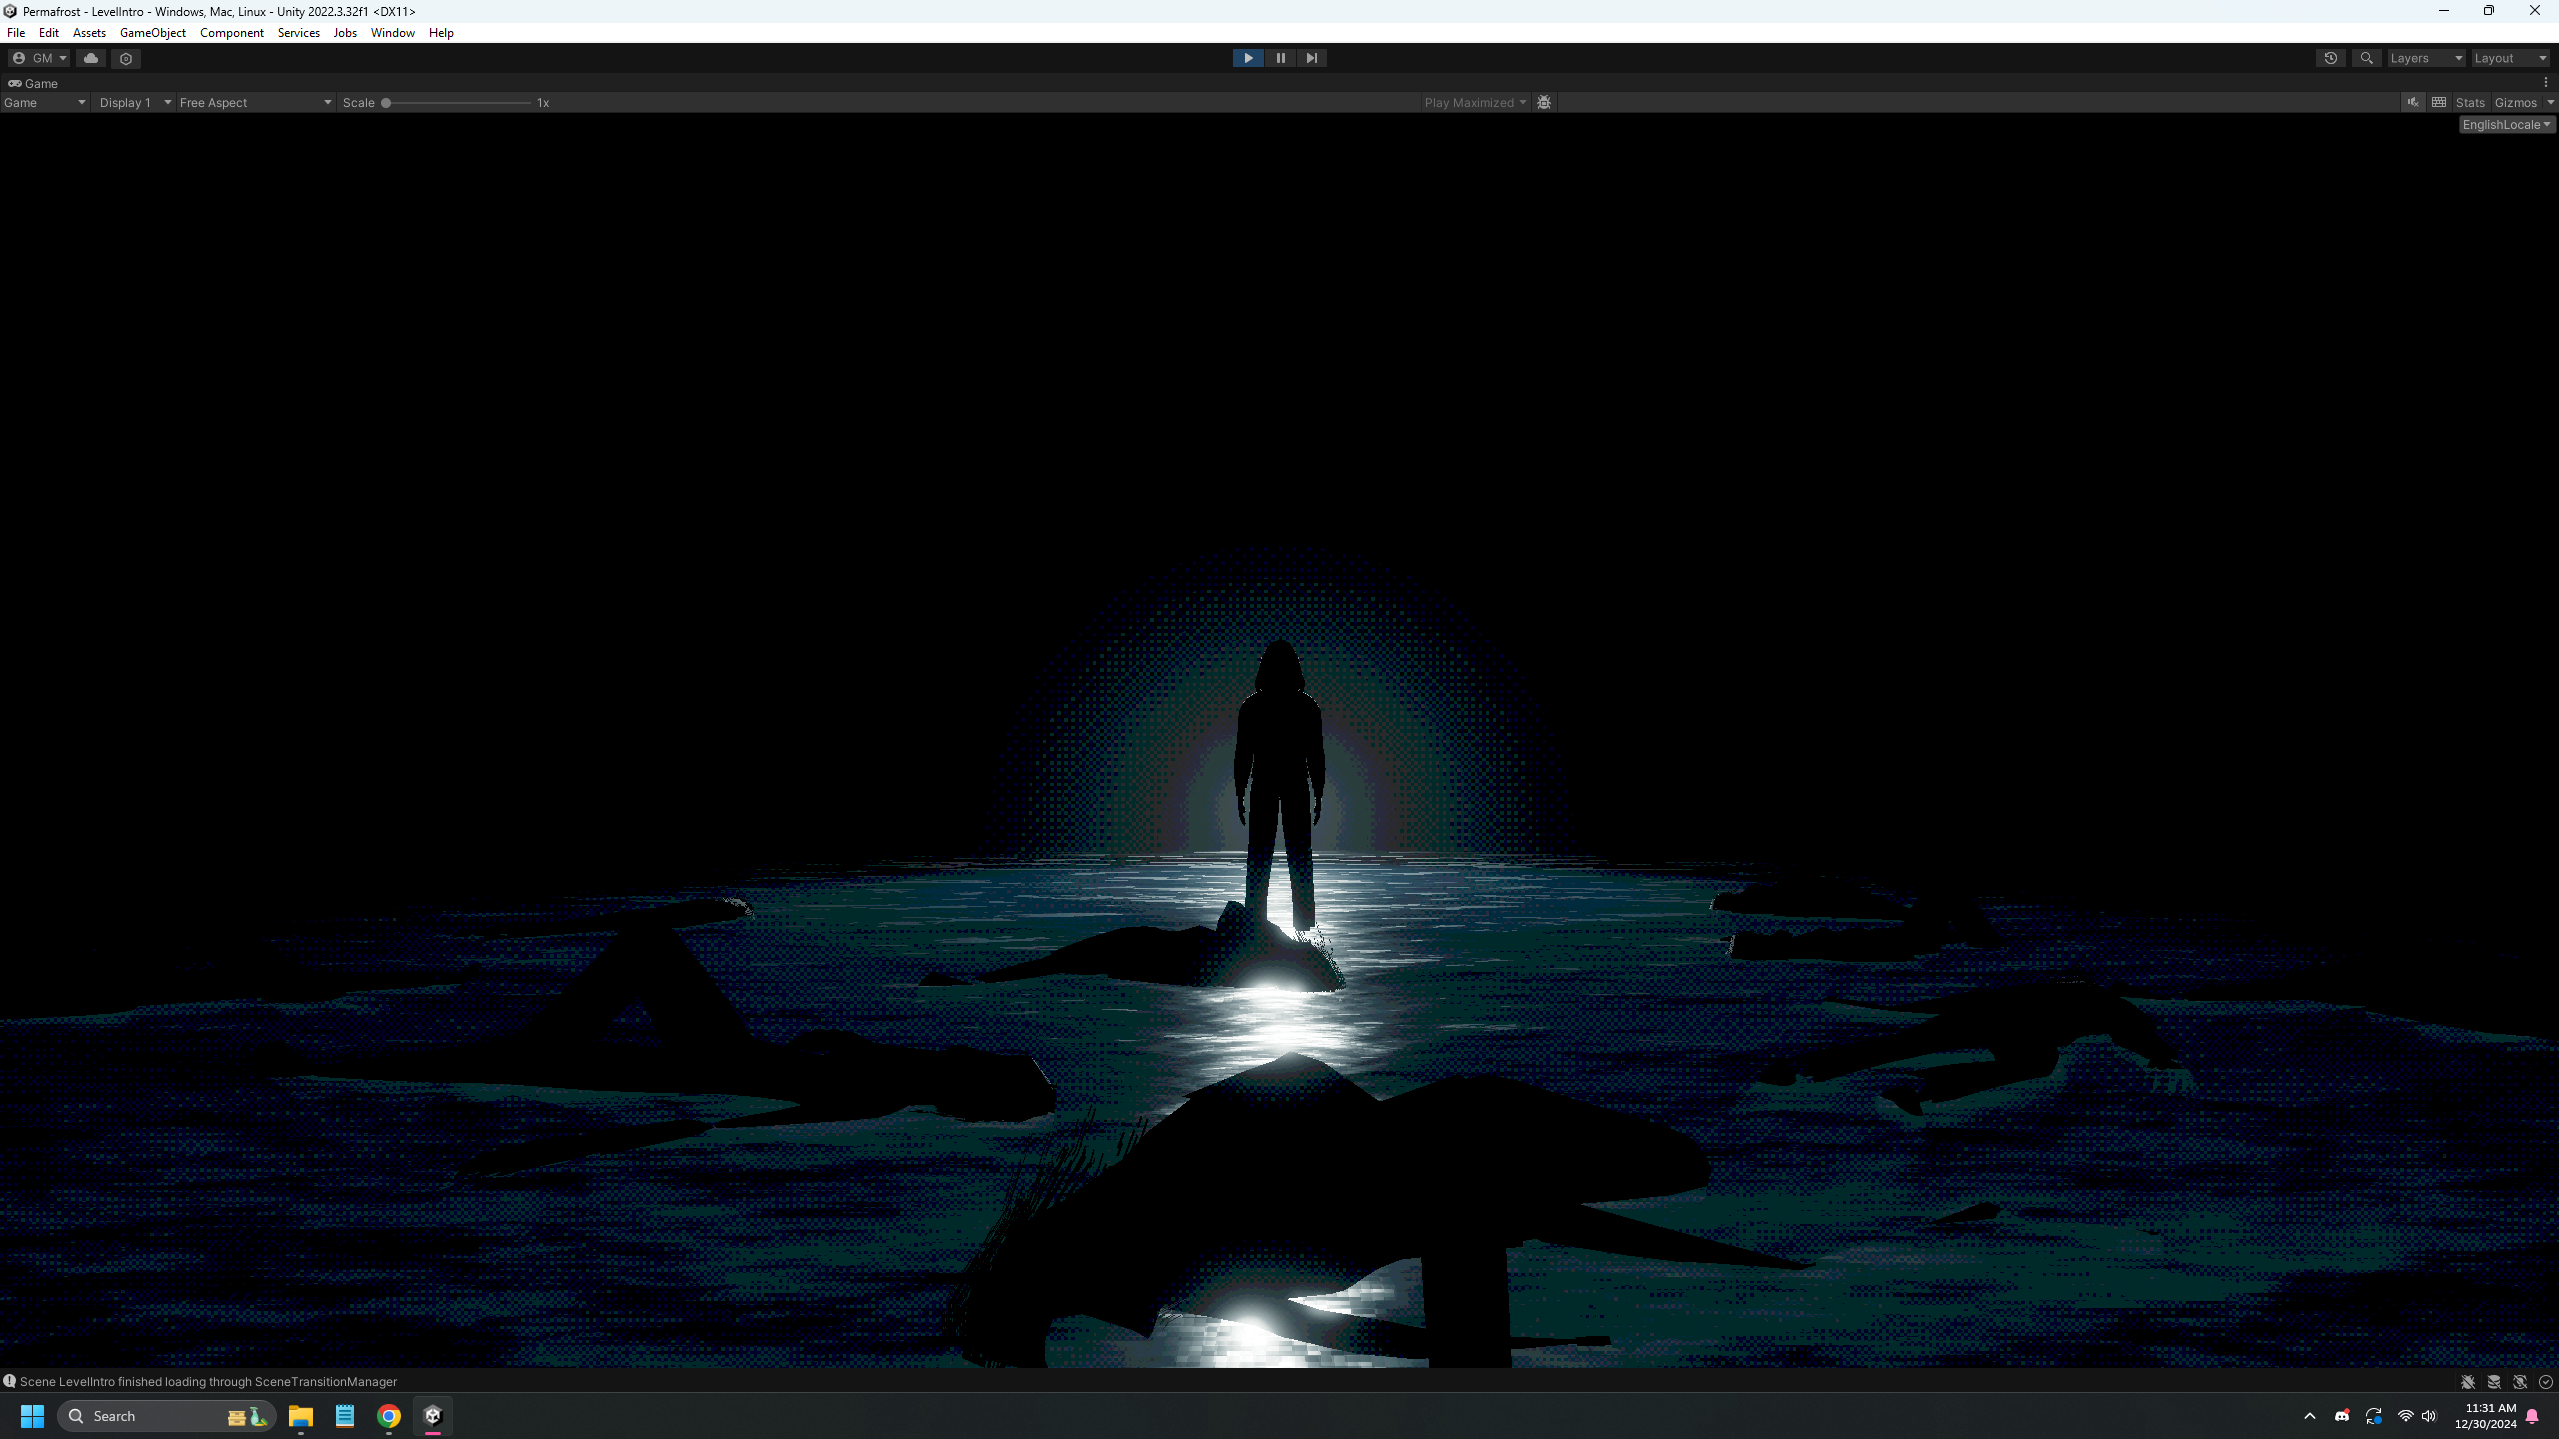 Permafrost - LevelIntro - Windows, Mac, Linux - Unity 2022.3.32f1 <DX11>
File Edit Assets GameObject Component Services Jobs Window Help
GM Layers Layout
Game
Game Display 1 Free Aspect Scale 1x Play Maximized Stats Gizmos
EnglishLocale
Scene LevelIntro finished loading through SceneTransitionManager
Search
11:31 AM
12/30/2024